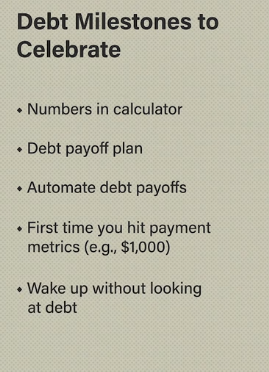 Debt Milestones to
Celebrate
• Numbers in calculator
• Debt payoff plan
• Automate debt payoffs
• First time you hit payment
metrics (e.g., $1,000)
• Wake up without looking
at debt